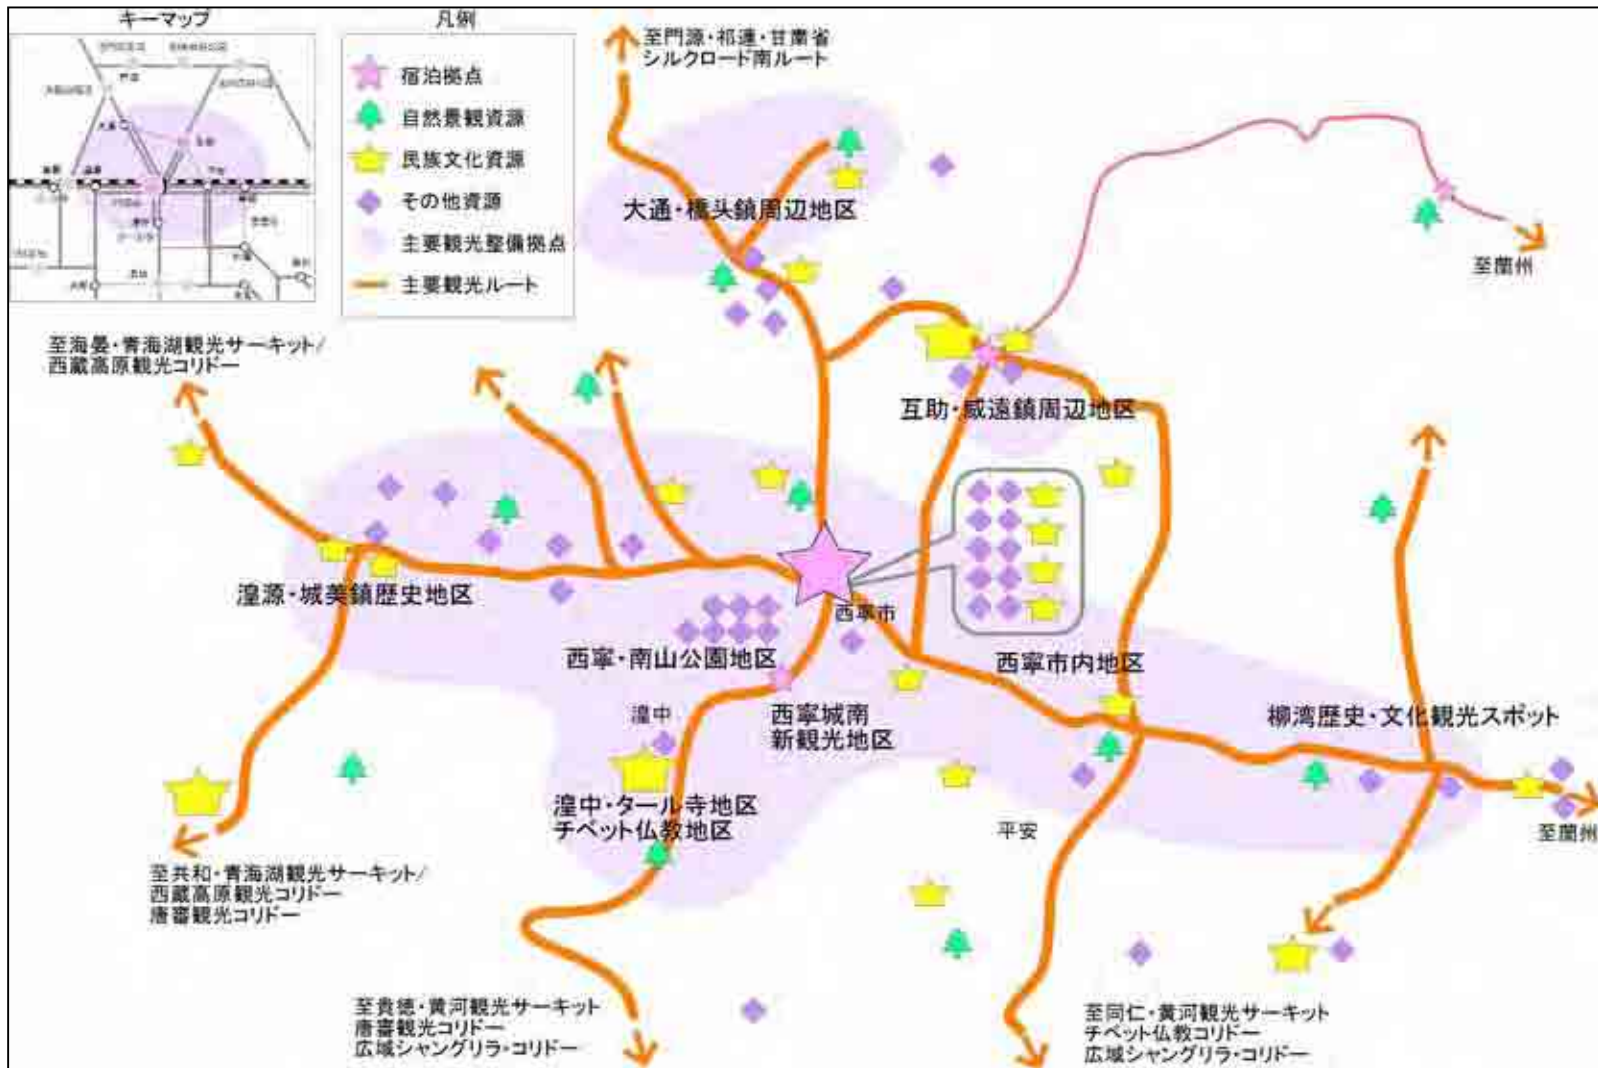 キーマップ
凡例
宿泊拠点
自然景観資源
民族文化資源
その他資源
主要観光整備拠点
主要観光ルート
至門源・祁連・甘粛省
シルクロード南ルート
大通・橋头鎮周辺地区
至蘭州
至海晏・青海湖観光サーキット/
西蔵高原観光コリドー
互助・威遠鎮周辺地区
湟源・城美鎮歴史地区
西寧市
西寧・南山公園地区
西寧市内地区
湟中
西寧城南
新観光地区
柳湾歴史・文化観光スポット
湟中・タール寺地区
チベット仏教地区
平安
至蘭州
至共和・青海湖観光サーキット/
西蔵高原観光コリドー
唐蕃観光コリドー
至貴徳・黄河観光サーキット
唐蕃観光コリドー
広域シャングリラ・コリドー
至同仁・黄河観光サーキット
チベット仏教コリドー
広域シャングリラ・コリドー